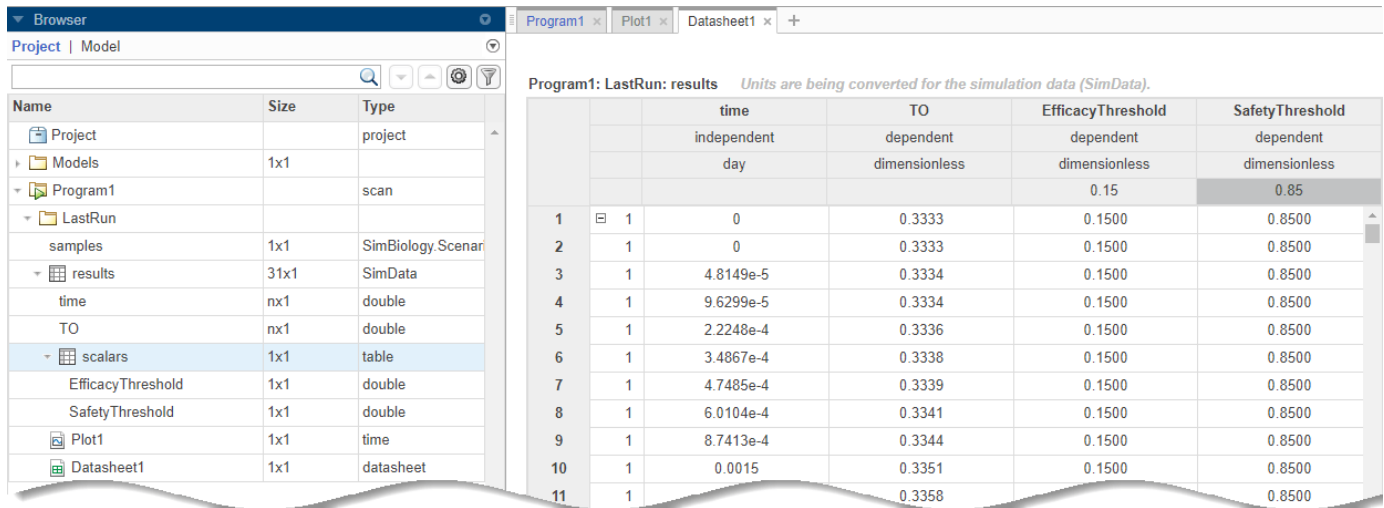 Browser
Project | Model
Name Size Type
Project project
Models 1x1
Program1 scan
LastRun
samples 1x1 SimBiology.Scenari
results 31x1 SimData
time nx1 double
TO nx1 double
scalars 1x1 table
EfficacyThreshold 1x1 double
SafetyThreshold 1x1 double
Plot1 1x1 time
Datasheet1 1x1 datasheet
Program1 × Plot1 × Datasheet1 × +
Program1: LastRun: results Units are being converted for the simulation data (SimData).
time TO EfficacyThreshold SafetyThreshold
independent dependent dependent dependent
day dimensionless dimensionless dimensionless
0.15 0.85
1 1 0 0.3333 0.1500 0.8500
2 1 0 0.3333 0.1500 0.8500
3 1 4.8149e-5 0.3334 0.1500 0.8500
4 1 9.6299e-5 0.3334 0.1500 0.8500
5 1 2.2248e-4 0.3336 0.1500 0.8500
6 1 3.4867e-4 0.3338 0.1500 0.8500
7 1 4.7485e-4 0.3339 0.1500 0.8500
8 1 6.0104e-4 0.3341 0.1500 0.8500
9 1 8.7413e-4 0.3344 0.1500 0.8500
10 1 0.0015 0.3351 0.1500 0.8500
11 1 0.3358 0.8500